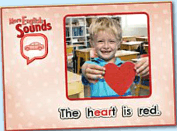 More English
Sounds
The heart is red.